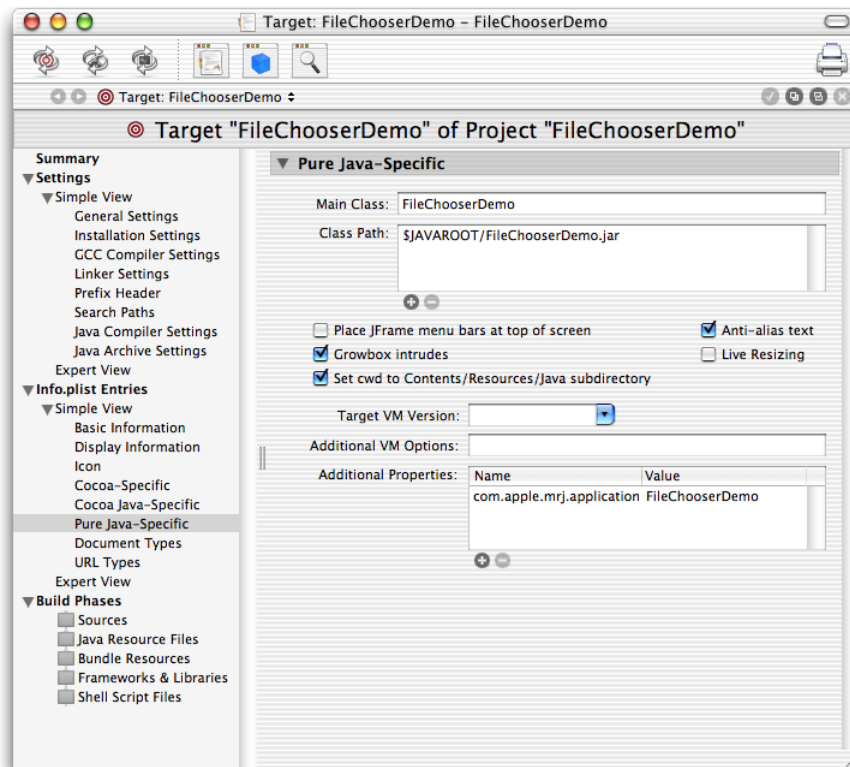 Target: FileChooserDemo – FileChooserDemo
Target: FileChooserDemo
Target "FileChooserDemo" of Project "FileChooserDemo"
Summary
Settings
Simple View
General Settings
Installation Settings
GCC Compiler Settings
Linker Settings
Prefix Header
Search Paths
Java Compiler Settings
Java Archive Settings
Expert View
Info.plist Entries
Simple View
Basic Information
Display Information
Icon
Cocoa-Specific
Cocoa Java-Specific
Pure Java-Specific
Document Types
URL Types
Expert View
Build Phases
Sources
Java Resource Files
Bundle Resources
Frameworks & Libraries
Shell Script Files
Pure Java-Specific
Main Class: FileChooserDemo
Class Path: $JAVAROOT/FileChooserDemo.jar
Place JFrame menu bars at top of screen
Anti-alias text
Growbox intrudes
Live Resizing
Set cwd to Contents/Resources/Java subdirectory
Target VM Version:
Additional VM Options:
Additional Properties:
Name Value
com.apple.mrj.application FileChooserDemo